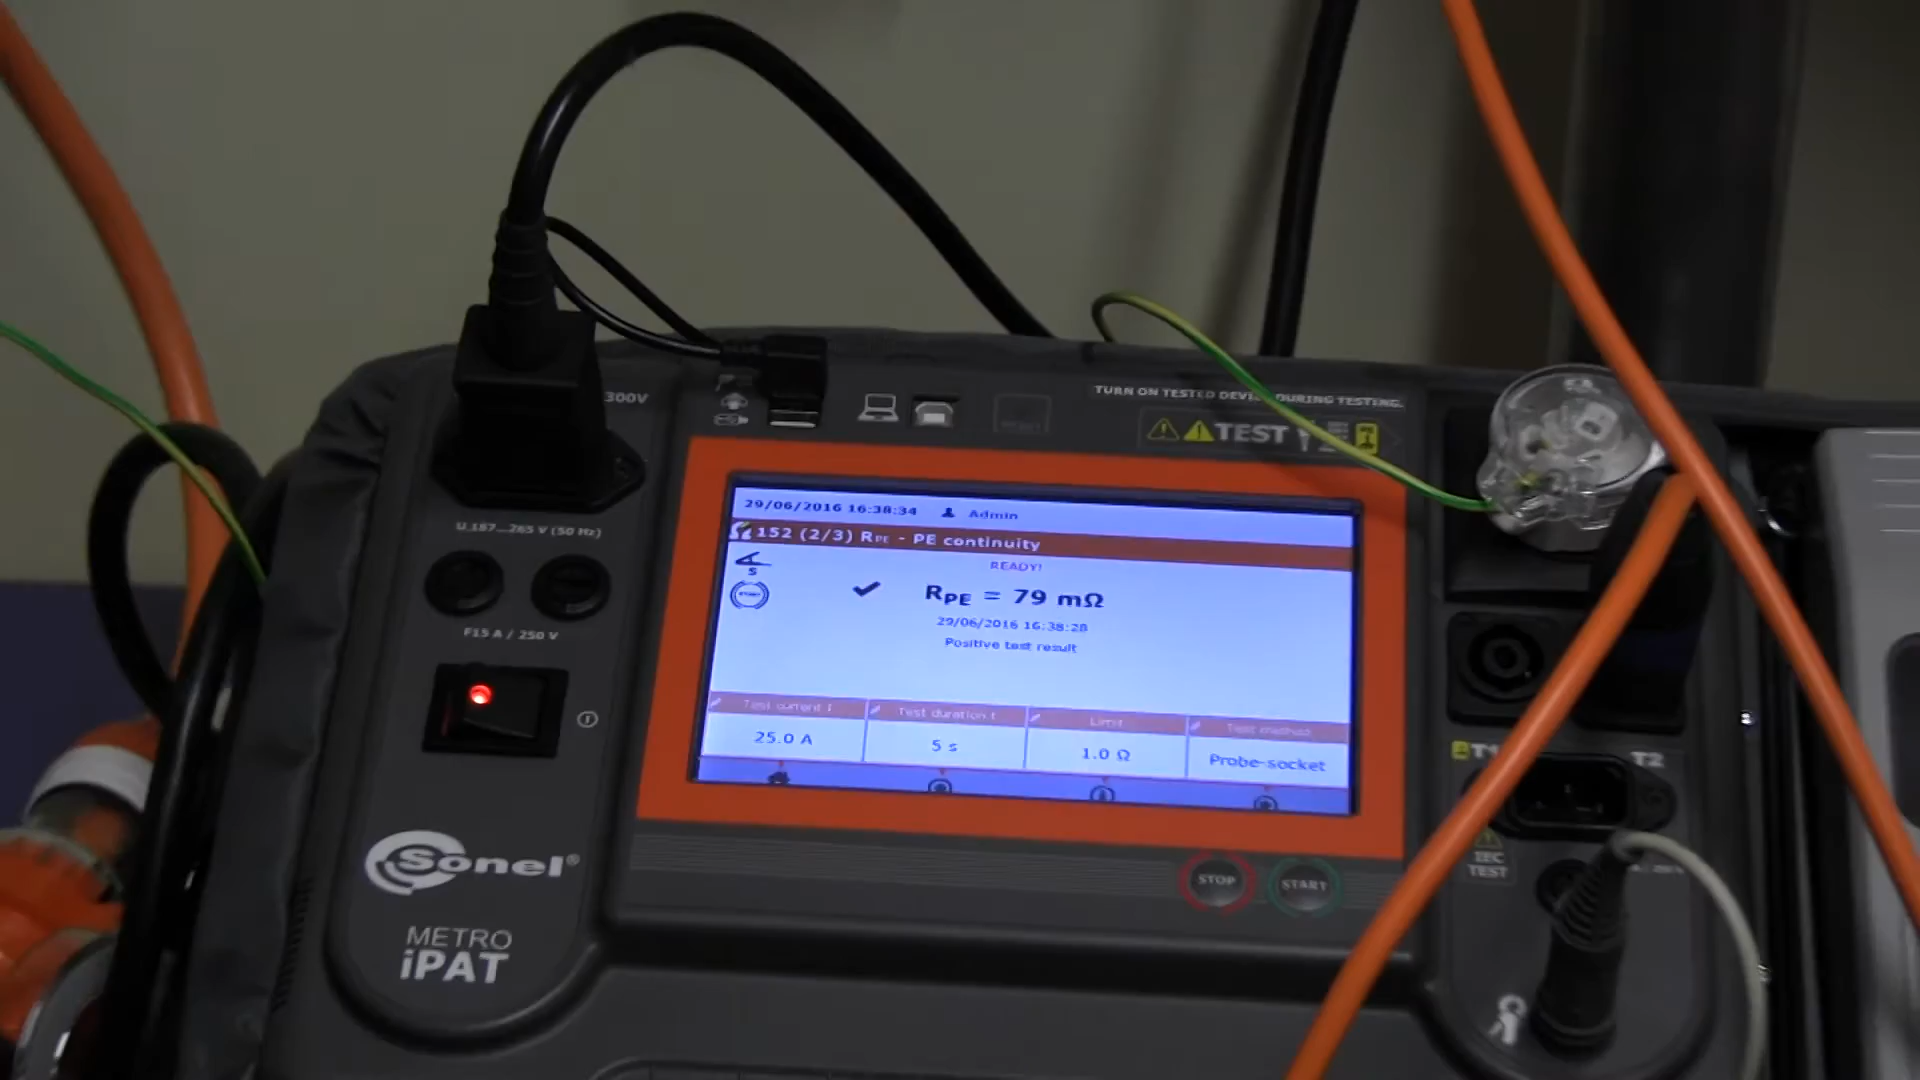 300V
TURN ON TESTED DEVICE DURING TESTING.
TEST
29/06/2016 16:38:34 Admin
152 (2/3) RPE - PE continuity
READY!
S
START
RPE = 79 mΩ
29/06/2016 16:38:28
Positive test result
Test current I
Test duration t
Limit
Test method
25.0 A
5 s
1.0 Ω
Probe-socket
U 187...265 V (50 Hz)
F15 A / 250 V
sonel®
METRO
iPAT
STOP
START
T1
T2
IEC
TEST